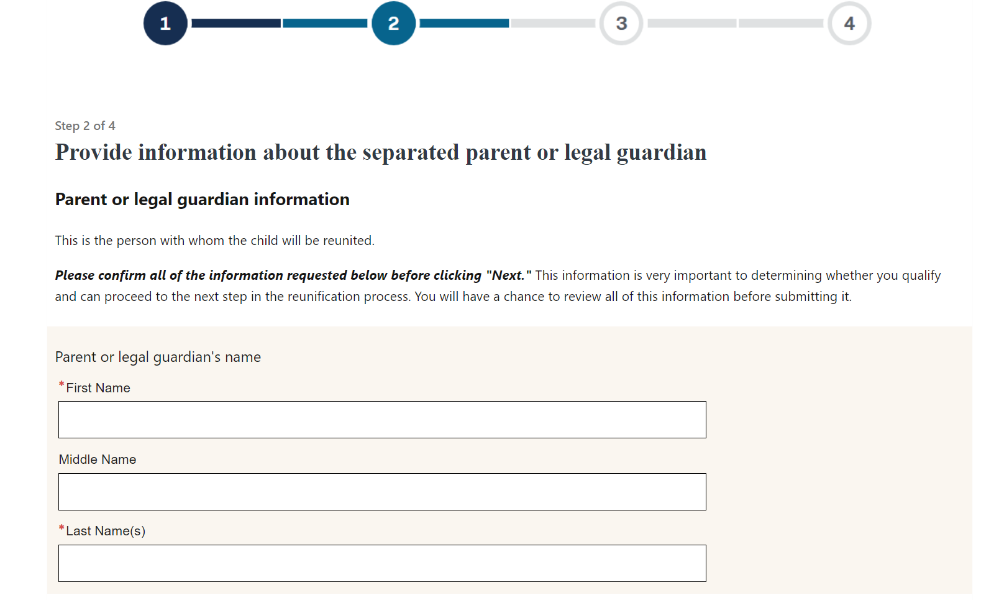 1 2 3 4
Step 2 of 4
Provide information about the separated parent or legal guardian
Parent or legal guardian information
This is the person with whom the child will be reunited.
Please confirm all of the information requested below before clicking "Next." This information is very important to determining whether you qualify
and can proceed to the next step in the reunification process. You will have a chance to review all of this information before submitting it.
Parent or legal guardian's name
*First Name
Middle Name
*Last Name(s)